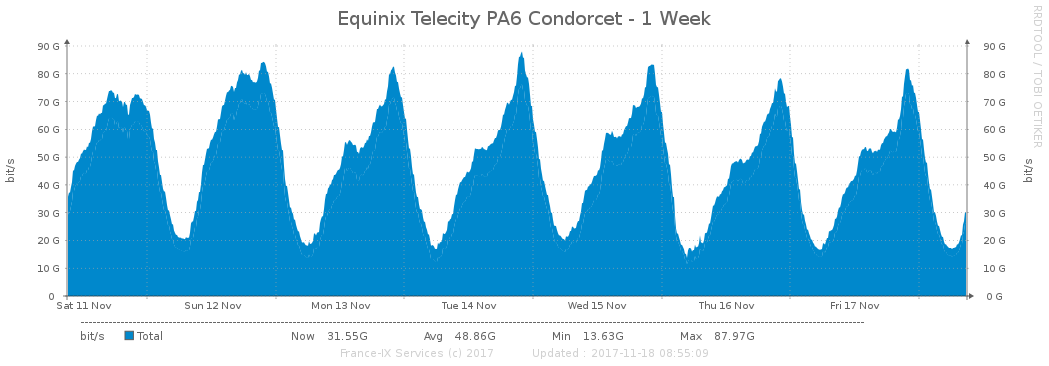 Equinix Telecity PA6 Condorcet - 1 Week
RRDTOOL / TOBI OETIKER
bit/s
90 G
80 G
70 G
60 G
50 G
40 G
30 G
20 G
10 G
0
90 G
80 G
70 G
60 G
50 G
40 G
30 G
20 G
10 G
0 G
bit/s
Sat 11 Nov Sun 12 Nov Mon 13 Nov Tue 14 Nov Wed 15 Nov Thu 16 Nov Fri 17 Nov
bit/s Total Now 31.55G Avg 48.86G Min 13.63G Max 87.97G
France-IX Services (c) 2017 Updated : 2017-11-18 08:55:09